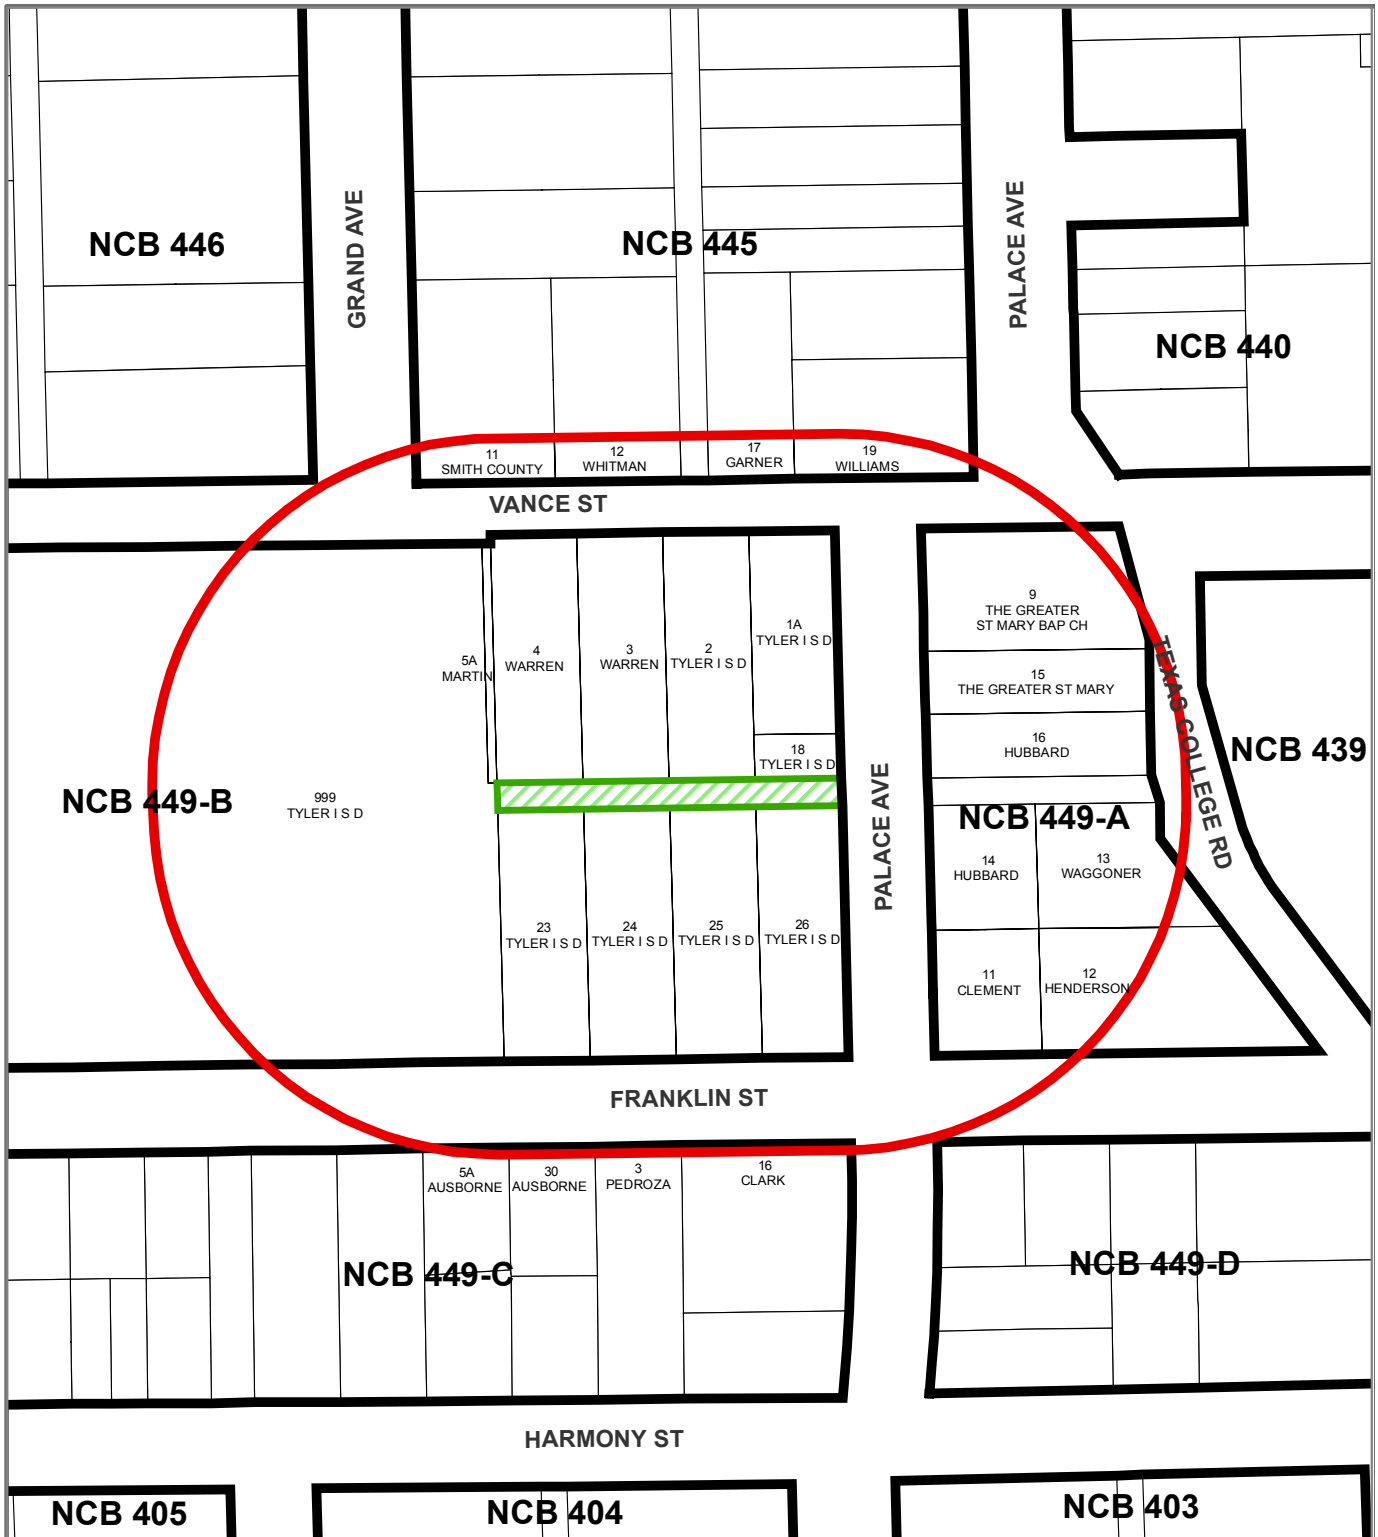 NCB 446
GRAND AVE
NCB 445
PALACE AVE
NCB 440
11
SMITH COUNTY
12
WHITMAN
17
GARNER
19
WILLIAMS
VANCE ST
5A
MARTIN
4
WARREN
3
WARREN
2
TYLER I S D
1A
TYLER I S D
18
TYLER I S D
9
THE GREATER
ST MARY BAP CH
15
THE GREATER ST MARY
16
HUBBARD
TEXAS COLLEGE RD
NCB 439
NCB 449-B
999
TYLER I S D
PALACE AVE
NCB 449-A
14
HUBBARD
13
WAGGONER
23
TYLER I S D
24
TYLER I S D
25
TYLER I S D
26
TYLER I S D
11
CLEMENT
12
HENDERSON
FRANKLIN ST
5A
AUSBORNE
30
AUSBORNE
3
PEDROZA
16
CLARK
NCB 449-C
NCB 449-D
HARMONY ST
NCB 405
NCB 404
NCB 403